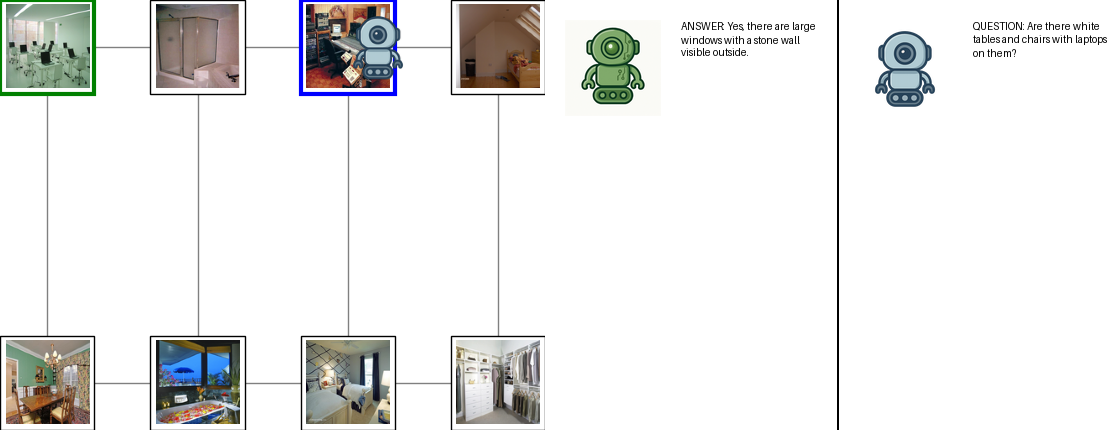 ANSWER: Yes, there are large
windows with a stone wall
visible outside.
QUESTION: Are there white
tables and chairs with laptops
on them?